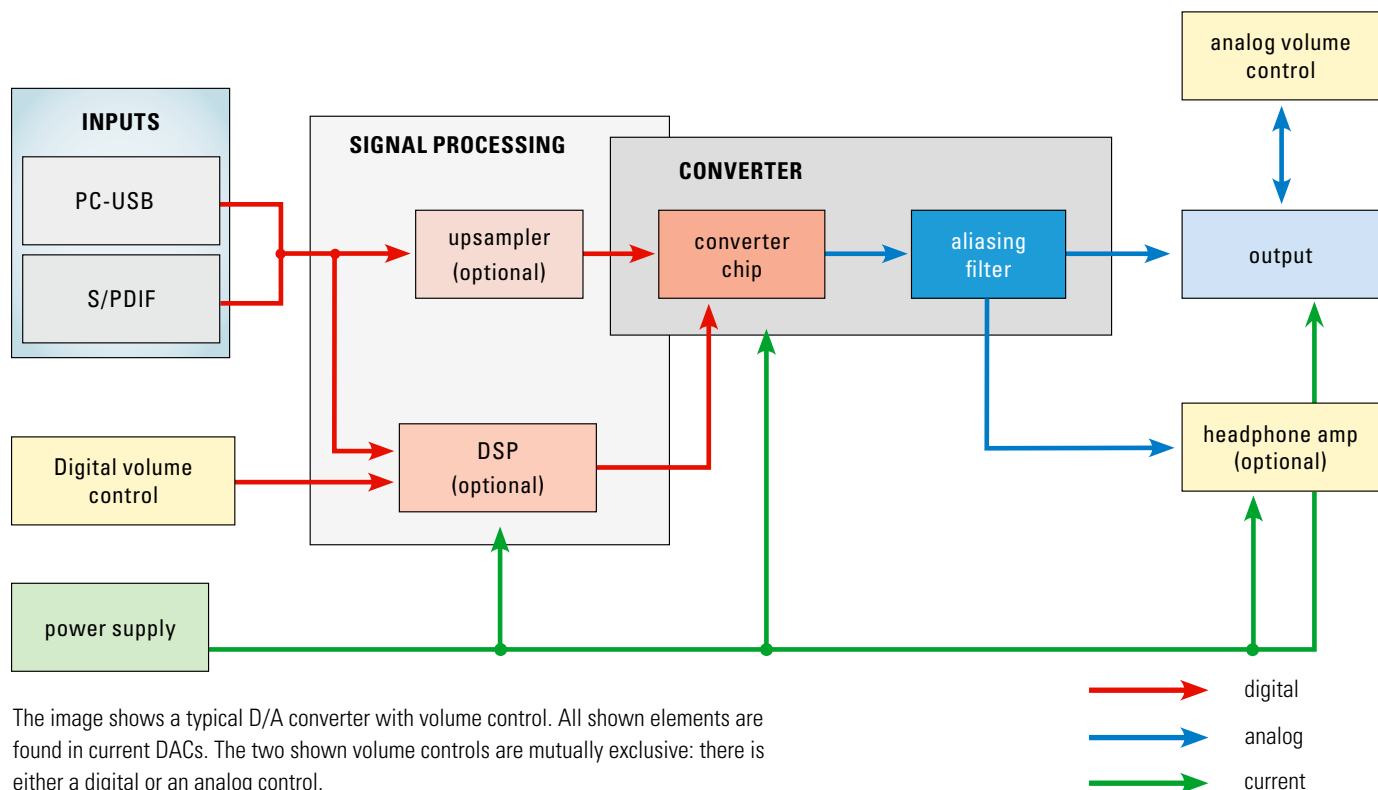 analog volume
control
INPUTS
SIGNAL PROCESSING
CONVERTER
PC-USB
upsampler
(optional)
converter
chip
aliasing
filter
output
S/PDIF
Digital volume
control
DSP
(optional)
headphone amp
(optional)
power supply
The image shows a typical D/A converter with volume control. All shown elements are
found in current DACs. The two shown volume controls are mutually exclusive: there is
either a digital or an analog control.
digital
analog
current